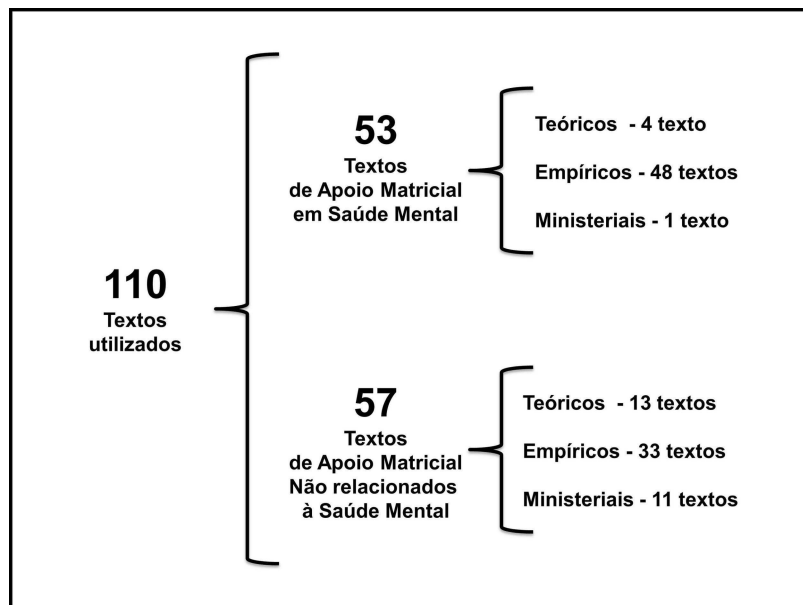 110
Textos
utilizados
53
Textos
de Apoio Matricial
em Saúde Mental
Teóricos - 4 texto
Empíricos - 48 textos
Ministeriais - 1 texto
57
Textos
de Apoio Matricial
Não relacionados
à Saúde Mental
Teóricos - 13 textos
Empíricos - 33 textos
Ministeriais - 11 textos